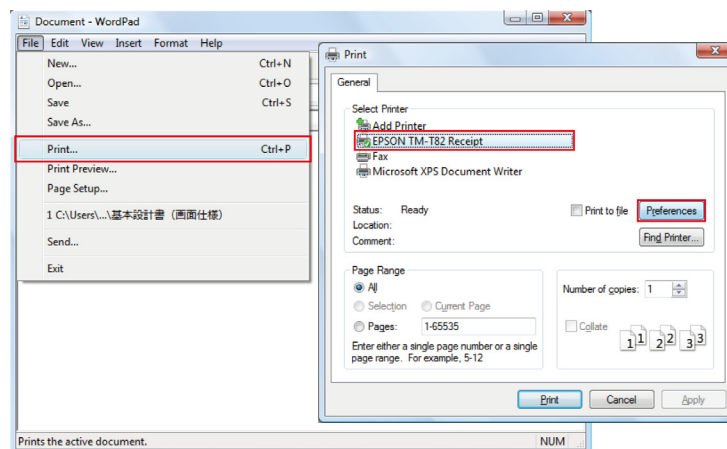 Document - WordPad
File Edit View Insert Format Help
New... Ctrl+N
Open... Ctrl+O
Save Ctrl+S
Save As...
Print... Ctrl+P
Print Preview...
Page Setup...
1 C:\Users\...\基本設計書（画面仕様）
Send...
Exit
Prints the active document.
NUM
Print
General
Select Printer
Add Printer
EPSON TM-T82 Receipt
Fax
Microsoft XPS Document Writer
Status: Ready
Print to file
Preferences
Location:
Comment:
Find Printer...
Page Range
All
Selection Current Page
Pages: 1-65535
Enter either a single page number or a single
page range. For example, 5-12
Number of copies: 1
Collate
1 1 2 2 3 3
Print Cancel Apply